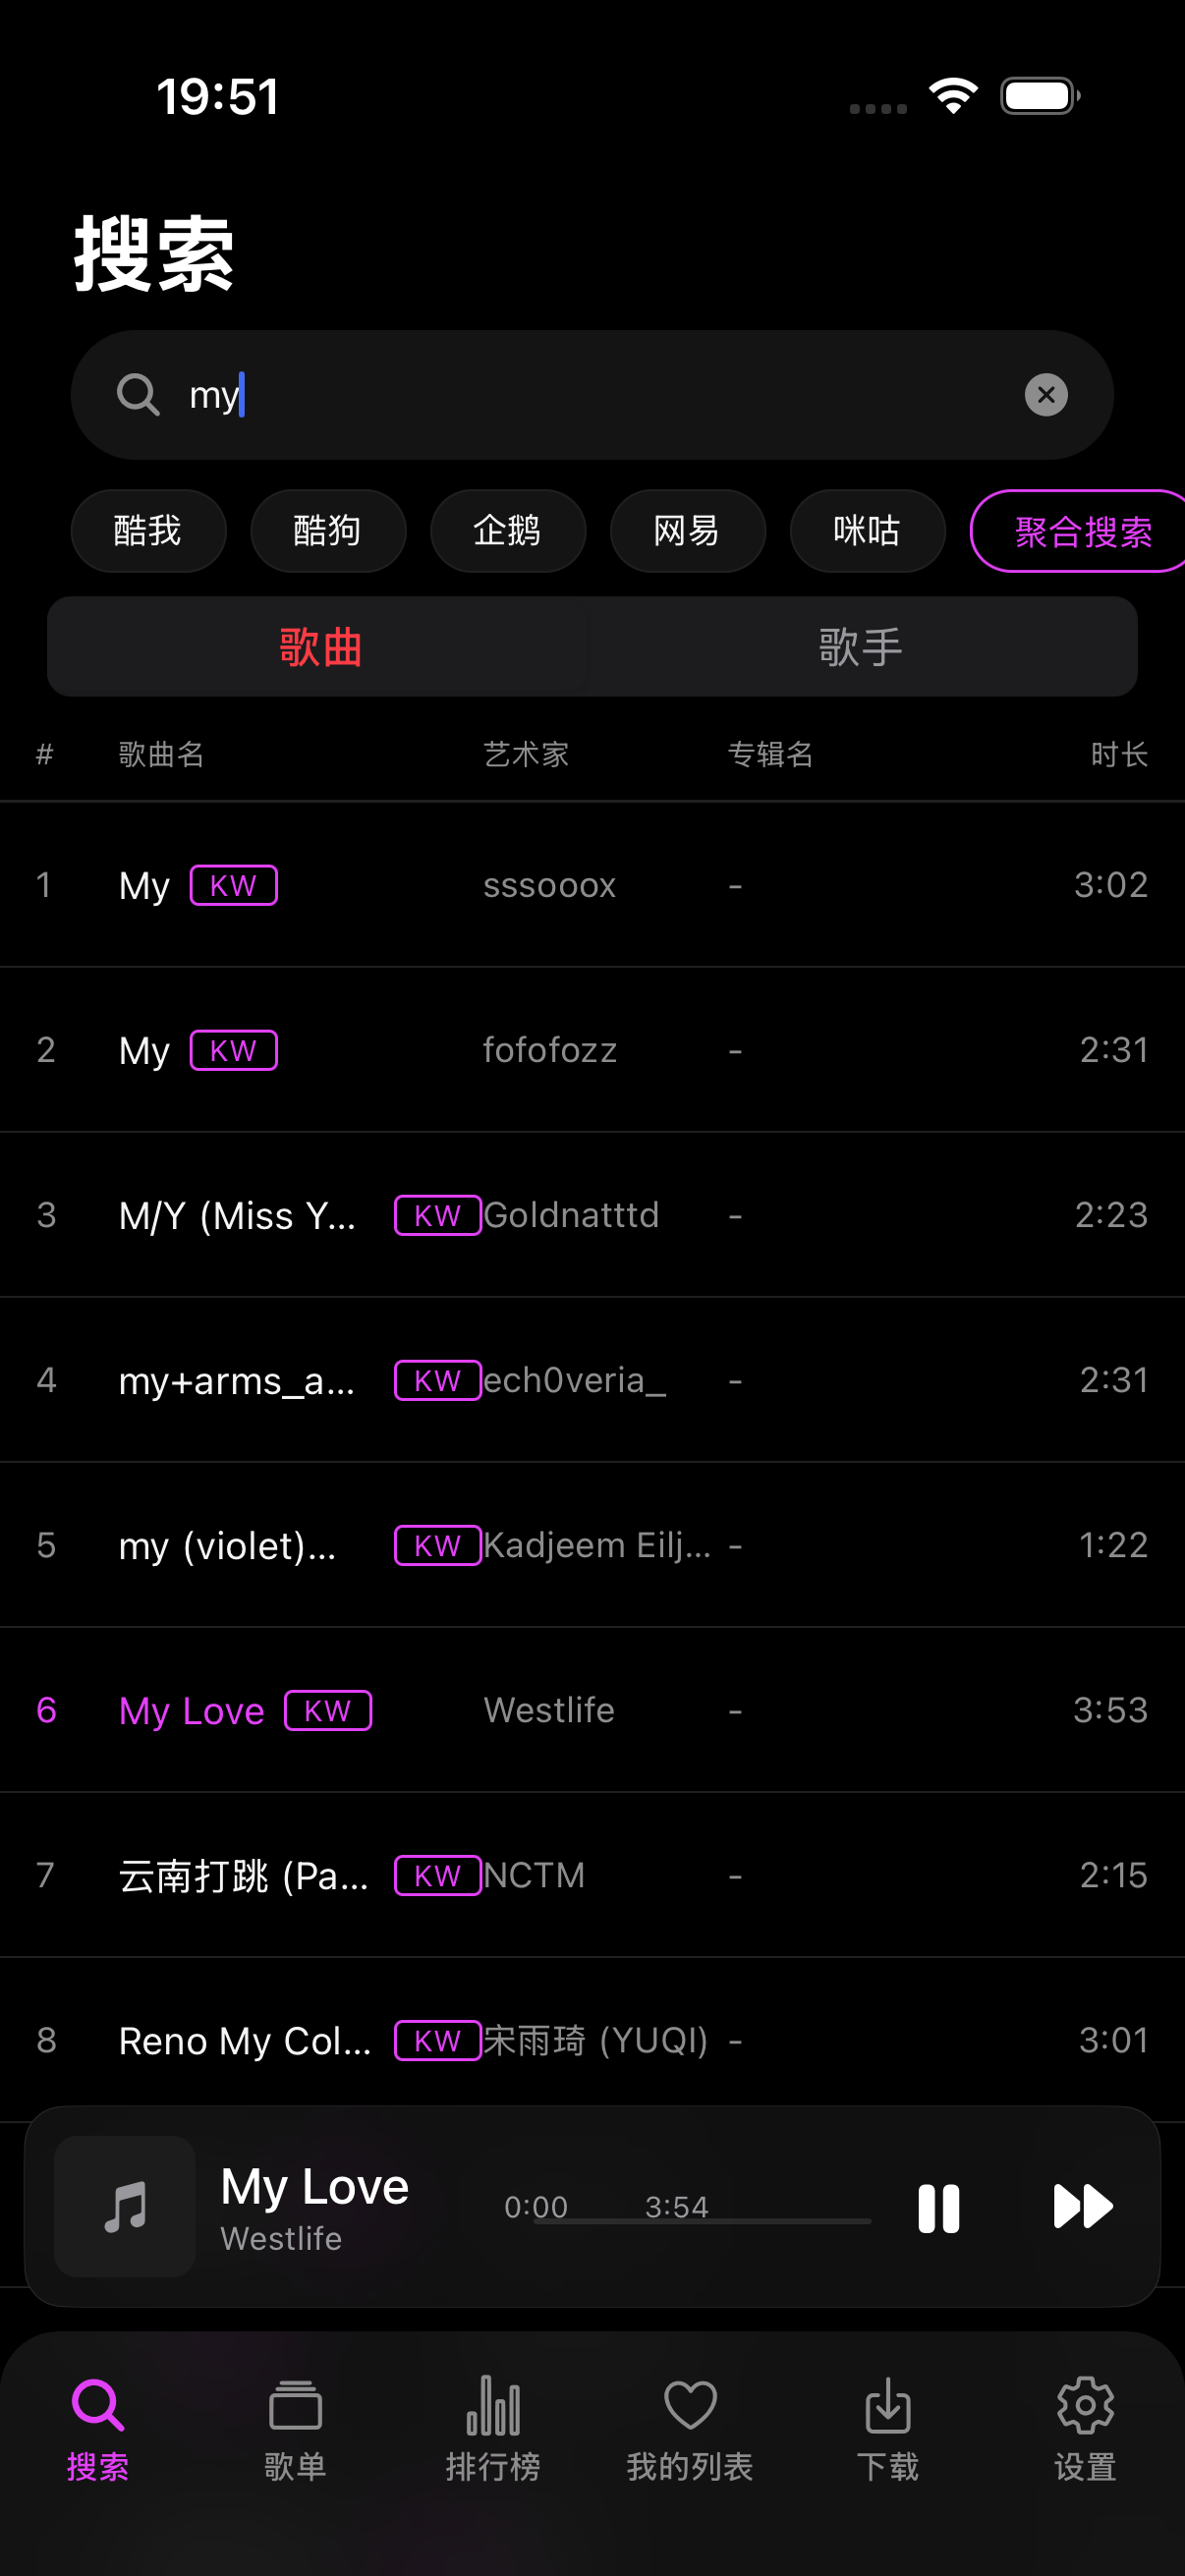 19:51
搜索
my
酷我 酷狗 企鹅 网易 咪咕 聚合搜索
歌曲 歌手
# 歌曲名 艺术家 专辑名 时长
1 My KW sssooox - 3:02
2 My KW fofofozz - 2:31
3 M/Y (Miss Y... KW Goldnatttd - 2:23
4 my+arms_a... KW ech0veria_ - 2:31
5 my (violet)... KW Kadjeem Eilj... - 1:22
6 My Love KW Westlife - 3:53
7 云南打跳 (Pa... KW NCTM - 2:15
8 Reno My Col... KW 宋雨琦 (YUQI) - 3:01
My Love
0:00 3:54
Westlife
搜索 歌单 排行榜 我的列表 下载 设置